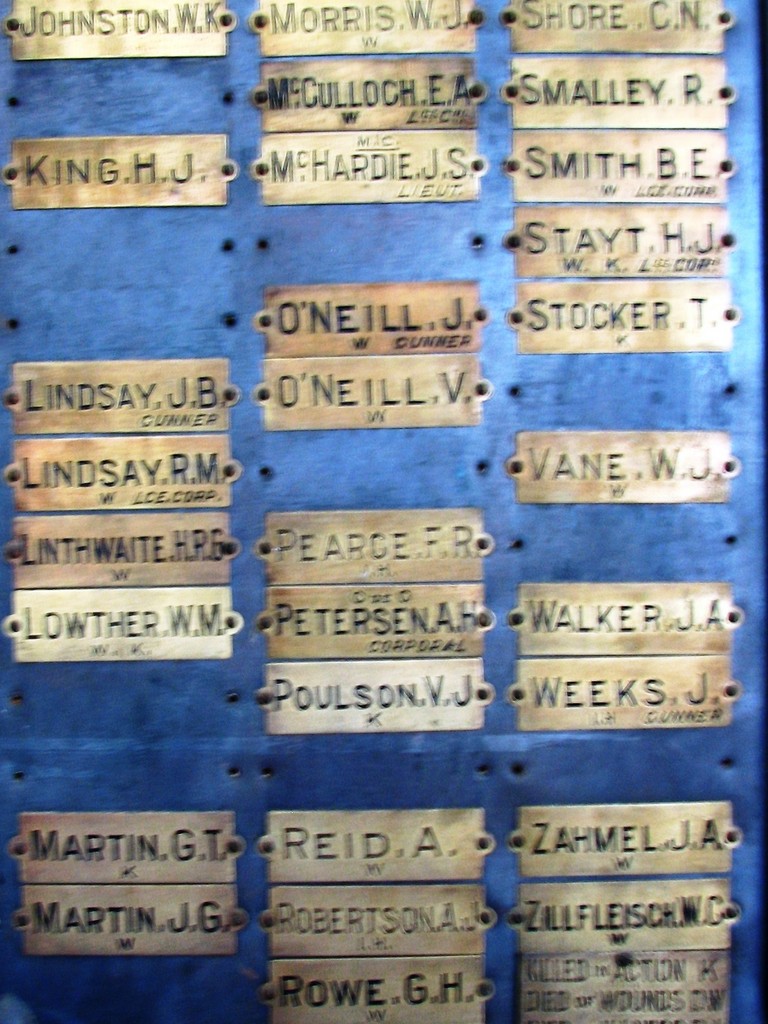 JOHNSTON.W.K
KING.H.J.
LINDSAY.J.B.
GUNNER
LINDSAY.R.M.
W LCE.CORP.
LINTHWAITE.H.R.G
W
LOWTHER.W.M.
W. K.
MARTIN.G.T.
K
MARTIN.J.G.
W
MORRIS.W.J.
W
McCULLOCH.E.A
W
M.C.
McHARDIE.J.S.
LIEUT.
O'NEILL.J.
W GUNNER
O'NEILL.V.
W
PEARCE.F.R.
PETERSEN.A.H
CORPORAL
POULSON.V.J
K
REID.A.
W
ROBERTSON.A.J
I.H.
ROWE.G.H.
W
SHORE.C.N.
SMALLEY.R.
SMITH.B.E.
W LCE.CORP.
STAYT.H.J.
W. K. LCE CORP.
STOCKER.T.
K
VANE.W.J.
W
WALKER.J.A
WEEKS.J.
I.H GUNNER
ZAHMEL.J.A
W
ZILLFLEISCH.W.C
W
KILLED IN ACTION K
DIED OF WOUNDS D.W